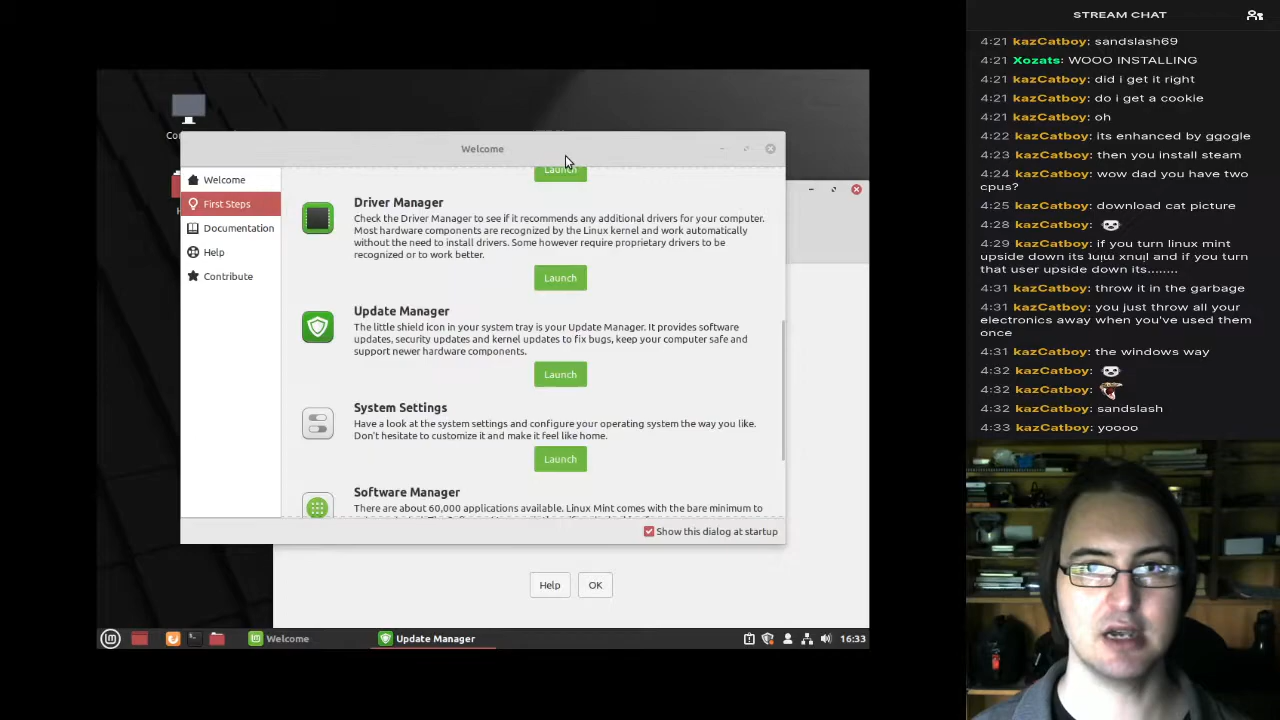 STREAM CHAT
4:21 kazCatboy: sandslash69
4:21 Xozats: WOOO INSTALLING
4:21 kazCatboy: did i get it right
4:21 kazCatboy: do i get a cookie
4:21 kazCatboy: oh
4:22 kazCatboy: its enhanced by ggogle
4:23 kazCatboy: then you install steam
4:24 kazCatboy: wow dad you have two
cpus?
4:25 kazCatboy: download cat picture
4:28 kazCatboy:
4:29 kazCatboy: if you turn linux mint
upside down its
that user upside down its........
4:31 kazCatboy: throw it in the garbage
4:31 kazCatboy: you just throw all your
electronics away when you've used them
once
4:31 kazCatboy: the windows way
4:32 kazCatboy:
4:32 kazCatboy:
4:32 kazCatboy: sandslash
4:33 kazCatboy: yoooo
Welcome
Welcome
First Steps
Documentation
Help
Contribute
Launch
Driver Manager
Check the Driver Manager to see if it recommends any additional drivers for your computer.
Most hardware components are recognized by the Linux kernel and work automatically
without the need to install drivers. Some however require proprietary drivers to be
recognized or to work better.
Launch
Update Manager
The little shield icon in your system tray is your Update Manager. It provides software
updates, security updates and kernel updates to fix bugs, keep your computer safe and
support newer hardware components.
Launch
System Settings
Have a look at the system settings and configure your operating system the way you like.
Don't hesitate to customize it and make it feel like home.
Launch
Software Manager
There are about 60,000 applications available. Linux Mint comes with the bare minimum to
Show this dialog at startup
Help
OK
Welcome
Update Manager
16:33